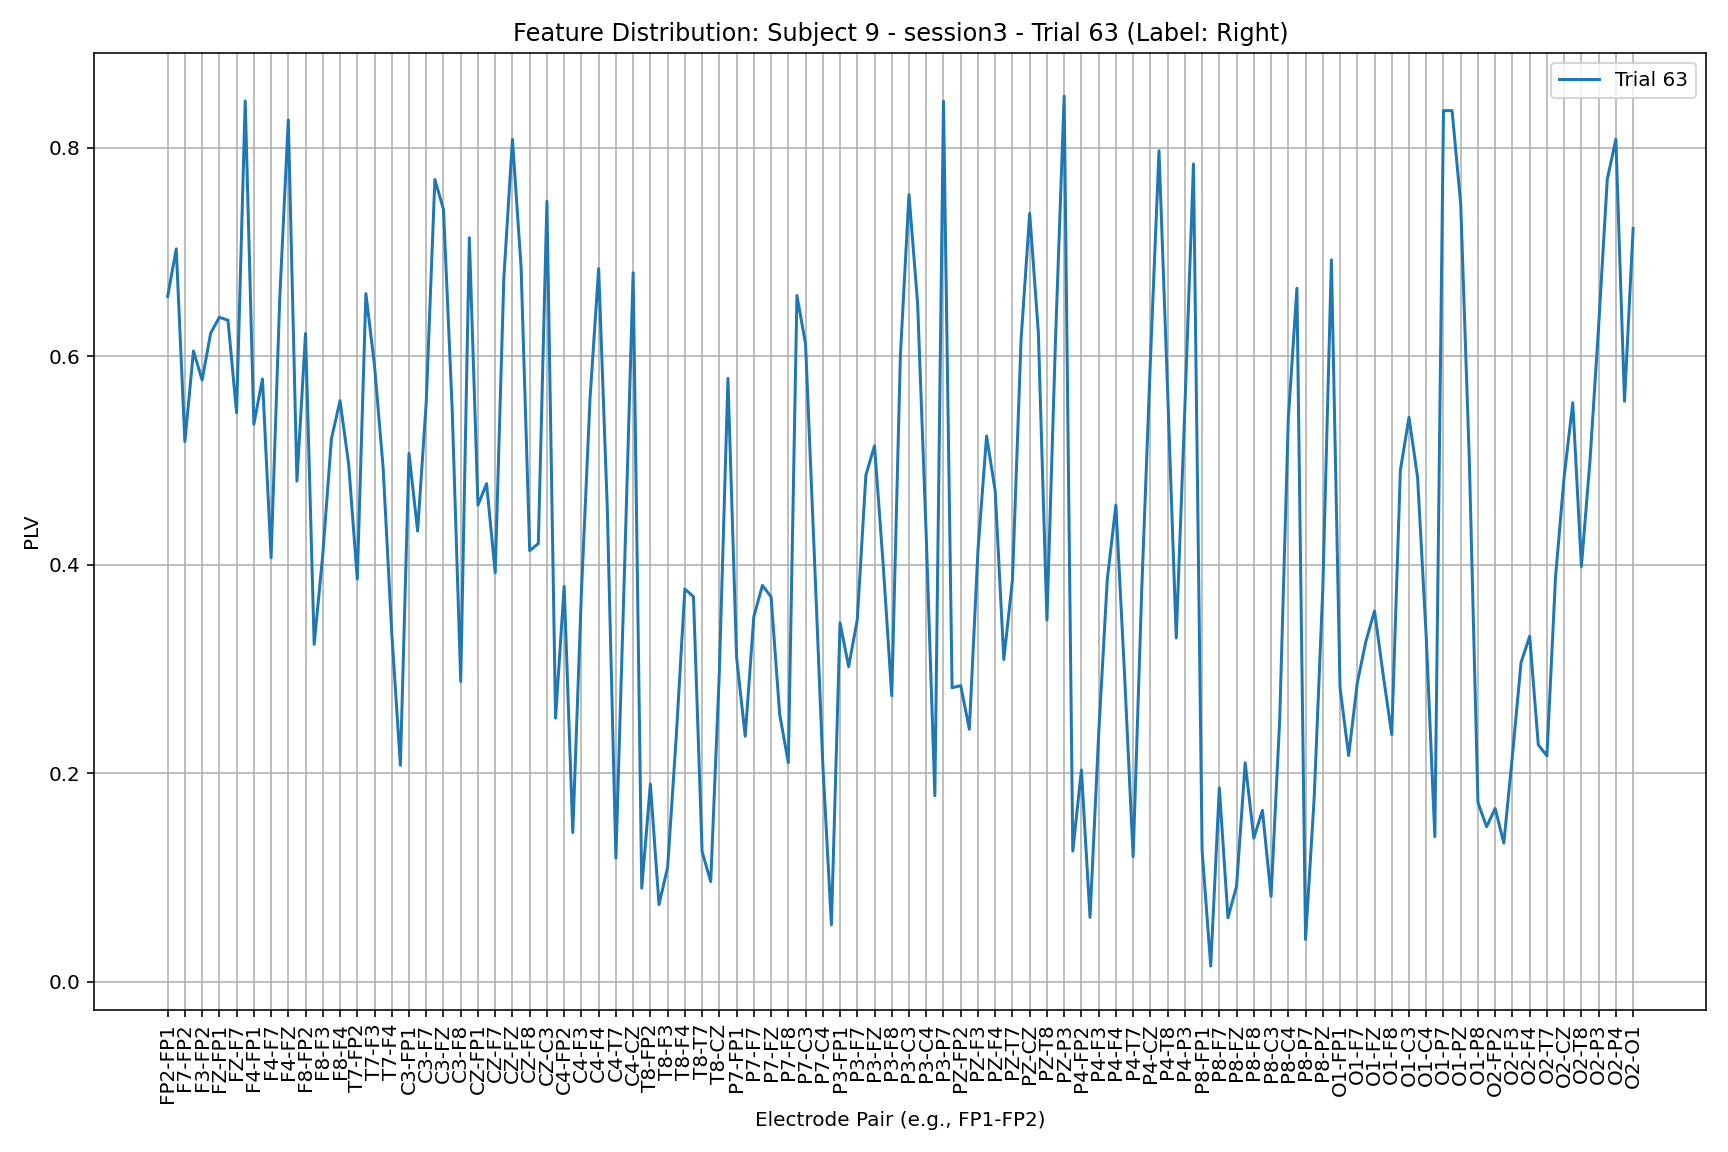 Feature Distribution: Subject 9 - session3 - Trial 63 (Label: Right)
Trial 63
PLV
0.8
0.6
0.4
0.2
0.0
FP2-FP1
F7-FP2
F3-FP2
FZ-FP1
FZ-F7
F4-FP1
F4-F7
F4-FZ
F8-FP2
F8-F3
F8-F4
T7-FP2
T7-F3
T7-F4
C3-FP1
C3-F7
C3-FZ
C3-F8
CZ-FP1
CZ-F7
CZ-FZ
CZ-F8
CZ-C3
C4-FP2
C4-F3
C4-F4
C4-T7
C4-CZ
T8-FP2
T8-F3
T8-F4
T8-T7
T8-CZ
P7-FP1
P7-F7
P7-FZ
P7-F8
P7-C3
P7-C4
P3-FP1
P3-F7
P3-FZ
P3-F8
P3-C3
P3-C4
P3-P7
PZ-FP2
PZ-F3
PZ-F4
PZ-T7
PZ-CZ
PZ-T8
PZ-P3
P4-FP2
P4-F3
P4-F4
P4-T7
P4-CZ
P4-T8
P4-P3
P8-FP1
P8-F7
P8-FZ
P8-F8
P8-C3
P8-C4
P8-P7
P8-PZ
O1-FP1
O1-F7
O1-FZ
O1-F8
O1-C3
O1-C4
O1-P7
O1-PZ
O1-P8
O2-FP2
O2-F3
O2-F4
O2-T7
O2-CZ
O2-T8
O2-P3
O2-P4
O2-O1
Electrode Pair (e.g., FP1-FP2)